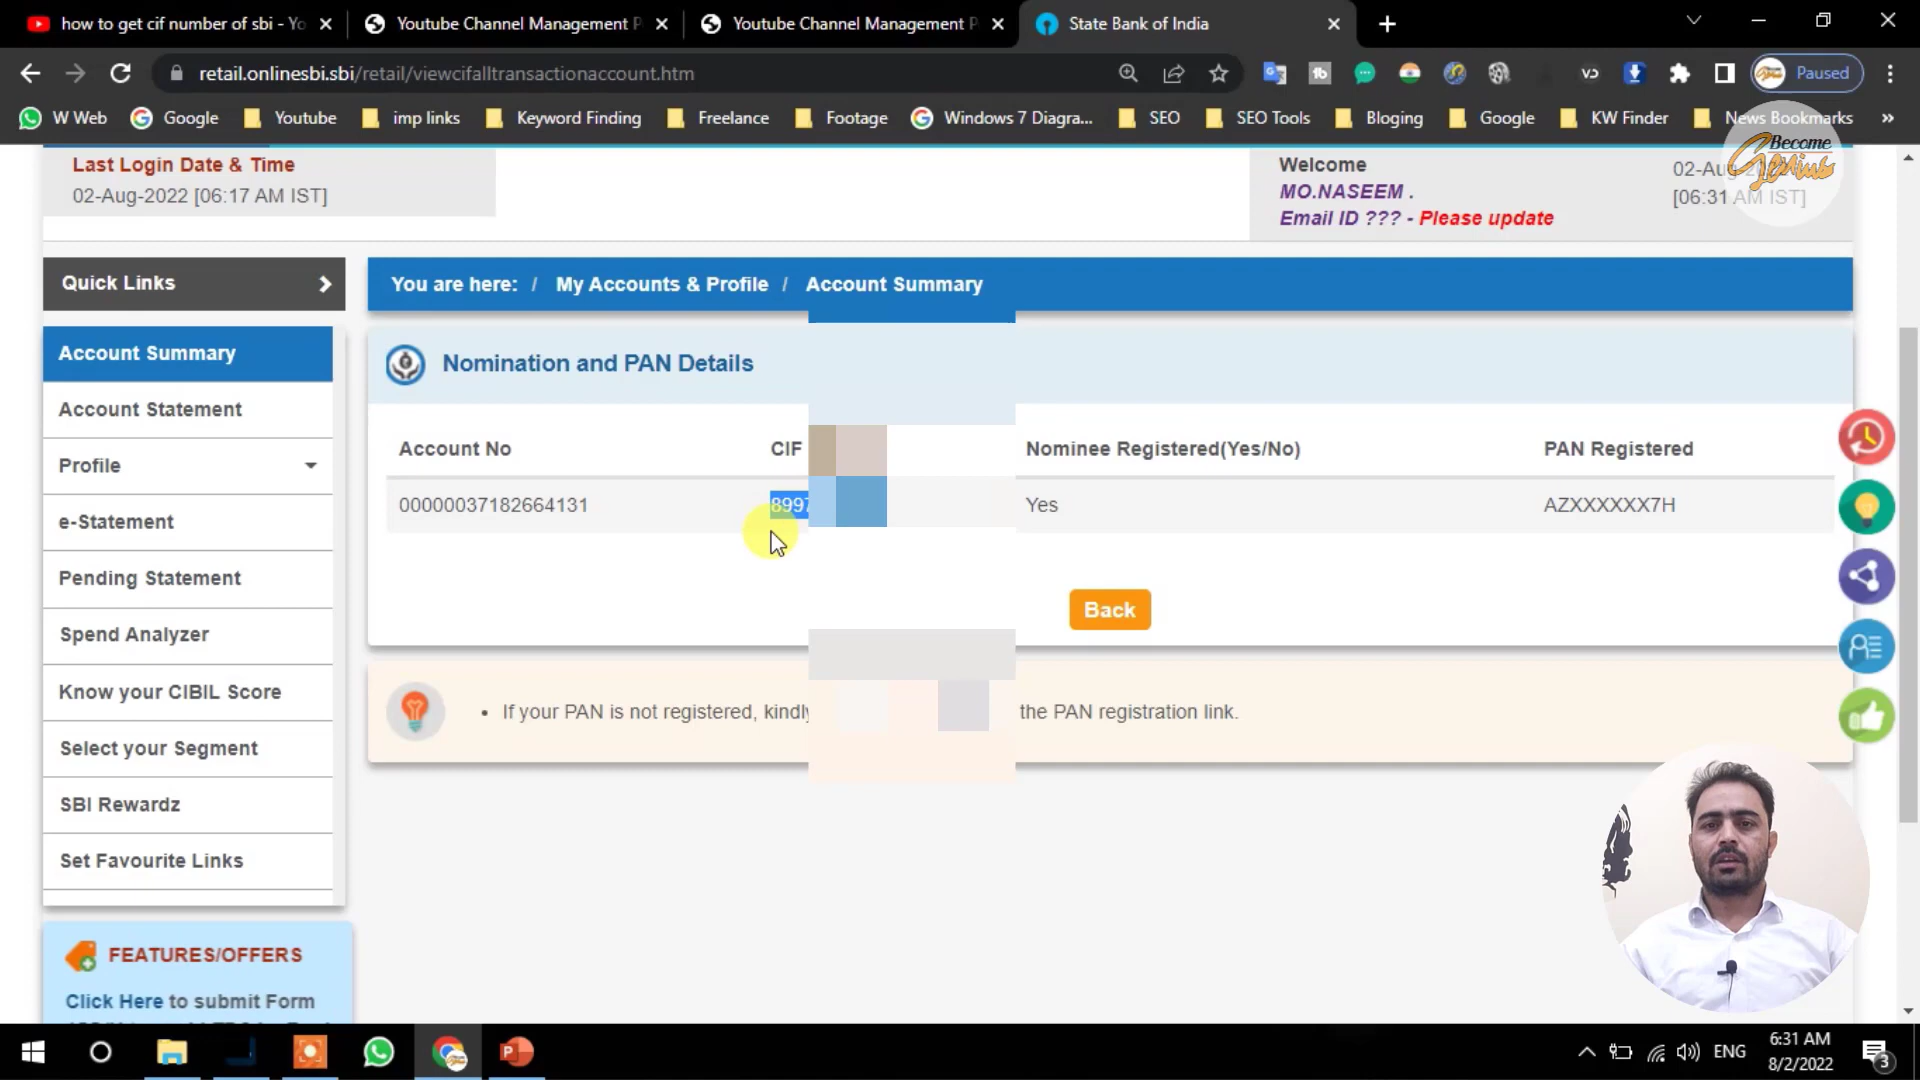 how to get cif number of sbi - Yo
Youtube Channel Management P
Youtube Channel Management P
State Bank of India
retail.onlinesbi.sbi/retail/viewcifalltransactionaccount.htm
Paused
W Web
Google
Youtube
imp links
Keyword Finding
Freelance
Footage
Windows 7 Diagra...
SEO
SEO Tools
Bloging
Google
KW Finder
News Bookmarks
»
Last Login Date & Time
02-Aug-2022 [06:17 AM IST]
Welcome
MO.NASEEM .
Email ID ??? - Please update
02-Aug
[06:31 AM IST]
Become
Genius
Quick Links
You are here: / My Accounts & Profile / Account Summary
Account Summary
Account Statement
Profile
e-Statement
Pending Statement
Spend Analyzer
Know your CIBIL Score
Select your Segment
SBI Rewardz
Set Favourite Links
Nomination and PAN Details
Account No
CIF
Nominee Registered(Yes/No)
PAN Registered
00000037182664131
8997
Yes
AZXXXXXX7H
Back
• If your PAN is not registered, kindly
the PAN registration link.
FEATURES/OFFERS
Click Here to submit Form
ENG
6:31 AM
8/2/2022
3